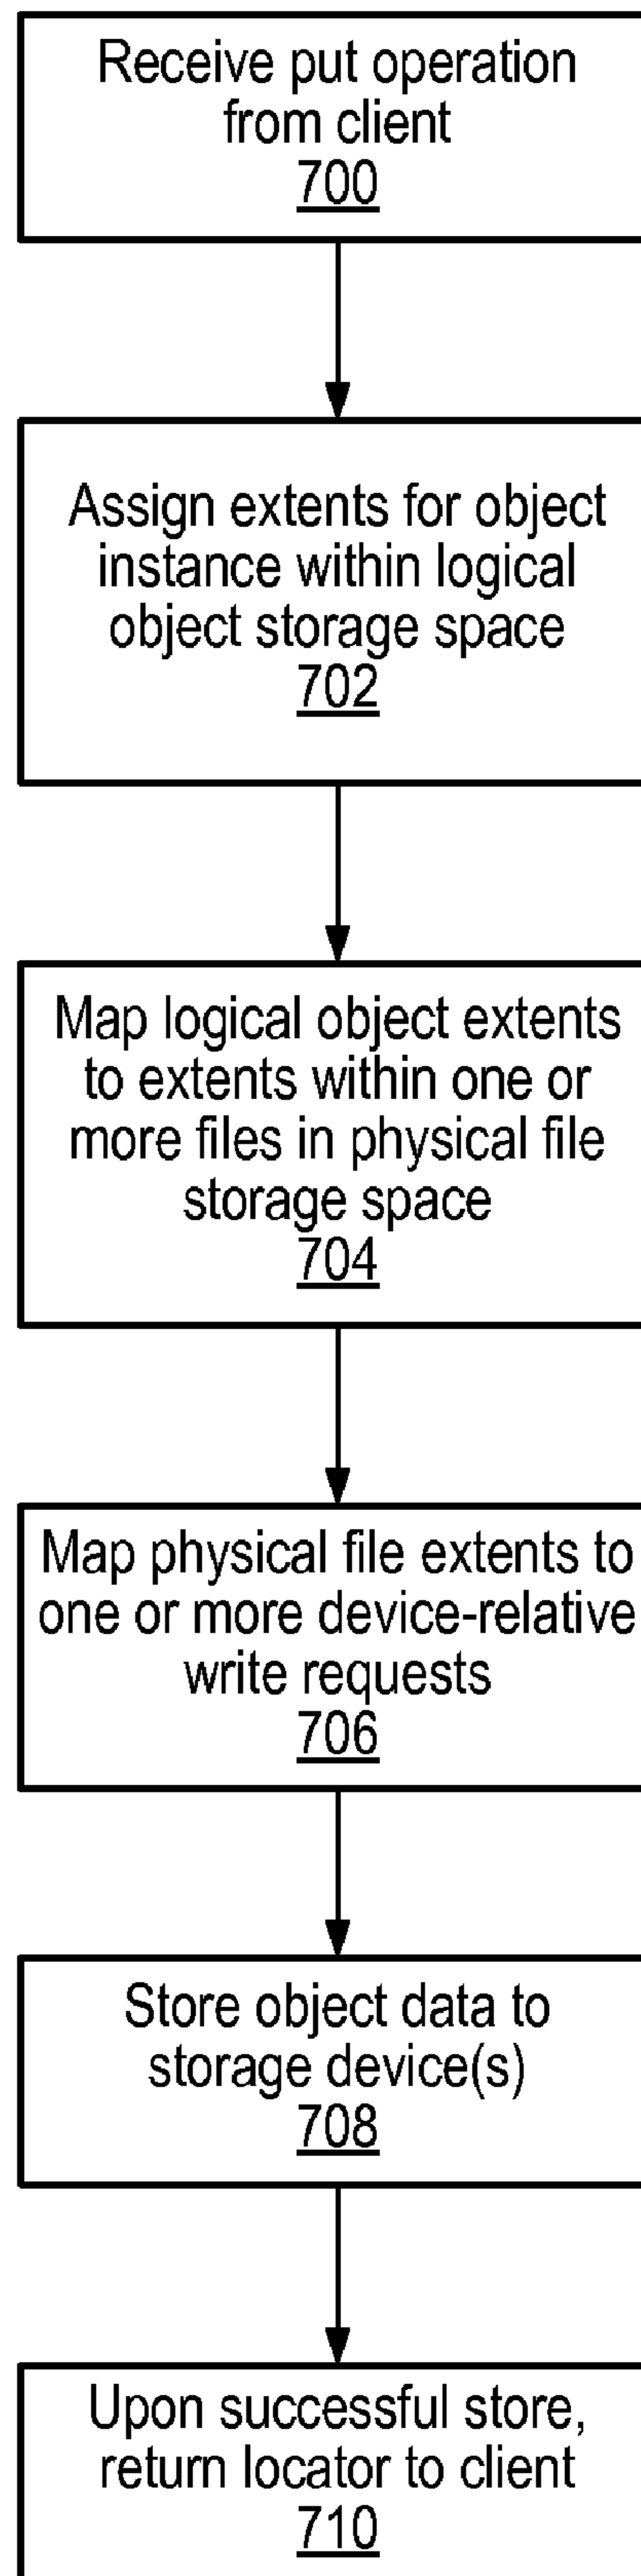 Receive put operation
from client
700
Assign extents for object
instance within logical
object storage space
702
Map logical object extents
to extents within one or
more files in physical file
storage space
704
Map physical file extents to
one or more device-relative
write requests
706
Store object data to
storage device(s)
708
Upon successful store,
return locator to client
710